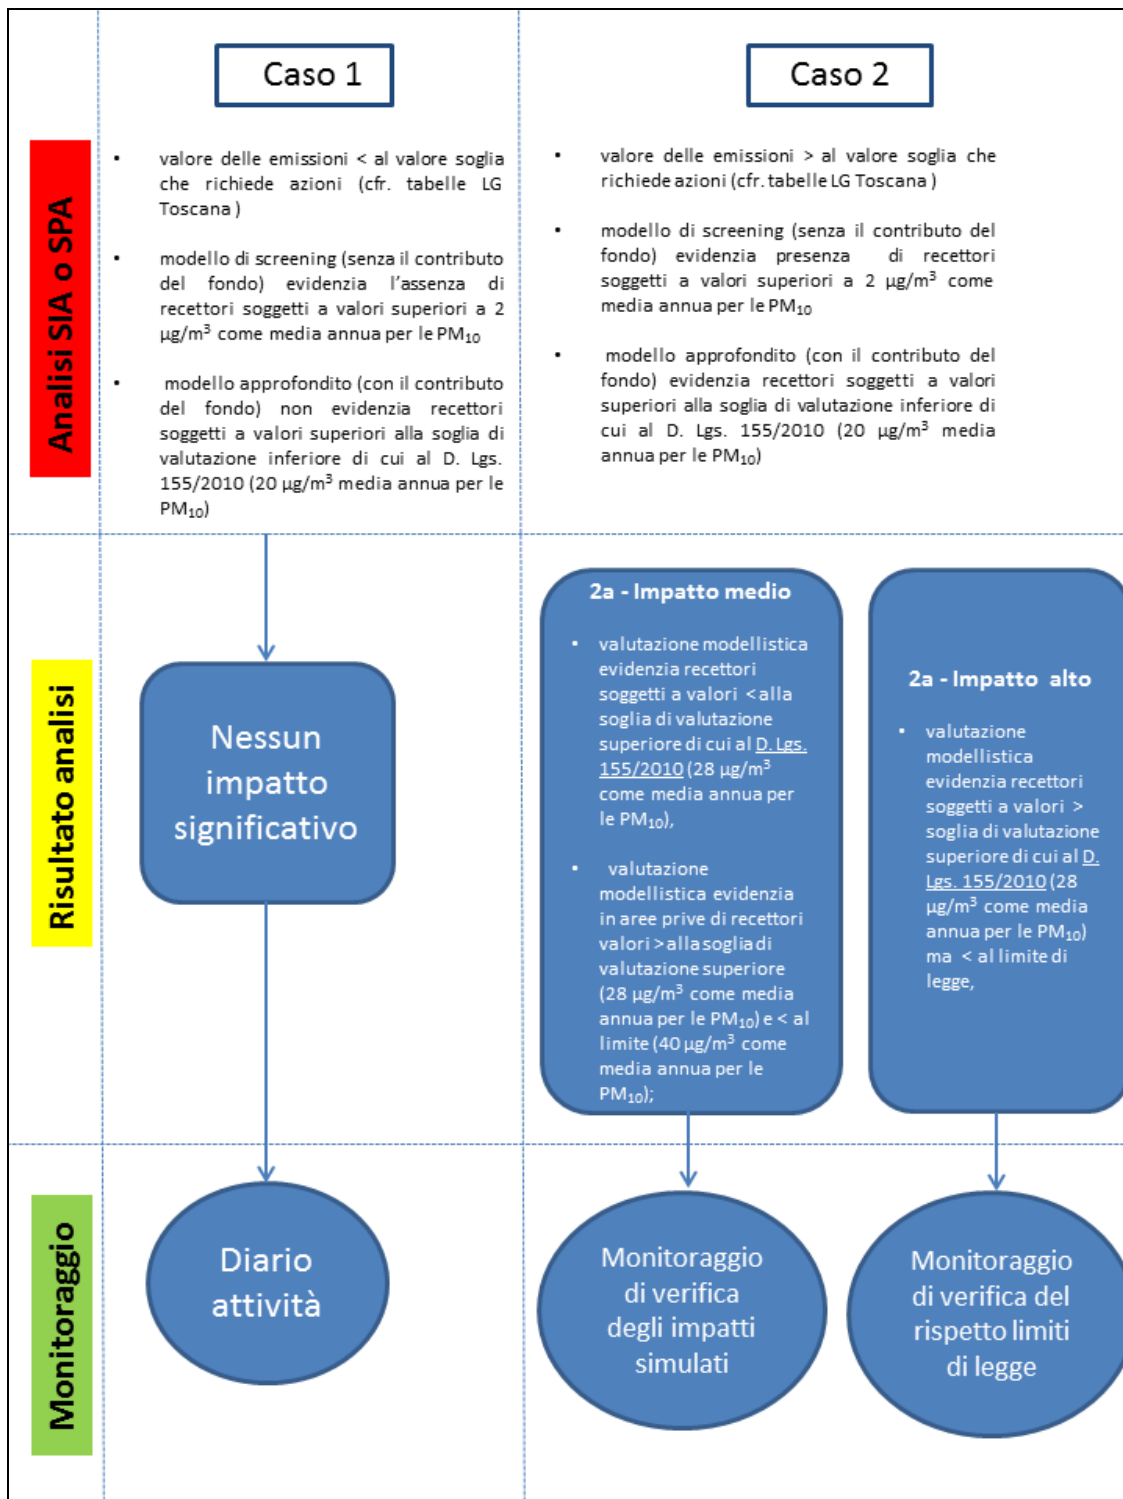 Caso 1
Caso 2
Analisi SIA o SPA
• valore delle emissioni < al valore soglia
che richiede azioni (cfr. tabelle LG
Toscana )
• modello di screening (senza il contributo
del fondo) evidenzia l’assenza di
recettori soggetti a valori superiori a 2
µg/m³ come media annua per le PM₁₀
• modello approfondito (con il contributo
del fondo) non evidenzia recettori
soggetti a valori superiori alla soglia di
valutazione inferiore di cui al D. Lgs.
155/2010 (20 µg/m³ media annua per le
PM₁₀)
• valore delle emissioni > al valore soglia che
richiede azioni (cfr. tabelle LG Toscana )
• modello di screening (senza il contributo del
fondo) evidenzia presenza di recettori
soggetti a valori superiori a 2 µg/m³ come
media annua per le PM₁₀
• modello approfondito (con il contributo del
fondo) evidenzia recettori soggetti a valori
superiori alla soglia di valutazione inferiore di
cui al D. Lgs. 155/2010 (20 µg/m³ media
annua per le PM₁₀)
Risultato analisi
Nessun
impatto
significativo
2a - Impatto medio
• valutazione modellistica
evidenzia recettori
soggetti a valori < alla
soglia di valutazione
superiore di cui al D. Lgs.
155/2010 (28 µg/m³
come media annua per
le PM₁₀),
• valutazione
modellistica evidenzia
in aree prive di recettori
valori > alla soglia di
valutazione superiore
(28 µg/m³ come media
annua per le PM₁₀) e < al
limite (40 µg/m³ come
media annua per le
PM₁₀);
2a - Impatto alto
• valutazione
modellistica
evidenzia recettori
soggetti a valori >
soglia di valutazione
superiore di cui al D.
Lgs. 155/2010 (28
µg/m³ come media
annua per le PM₁₀)
ma < al limite di
legge,
Monitoraggio
Diario
attività
Monitoraggio
di verifica
degli impatti
simulati
Monitoraggio
di verifica del
rispetto limiti
di legge